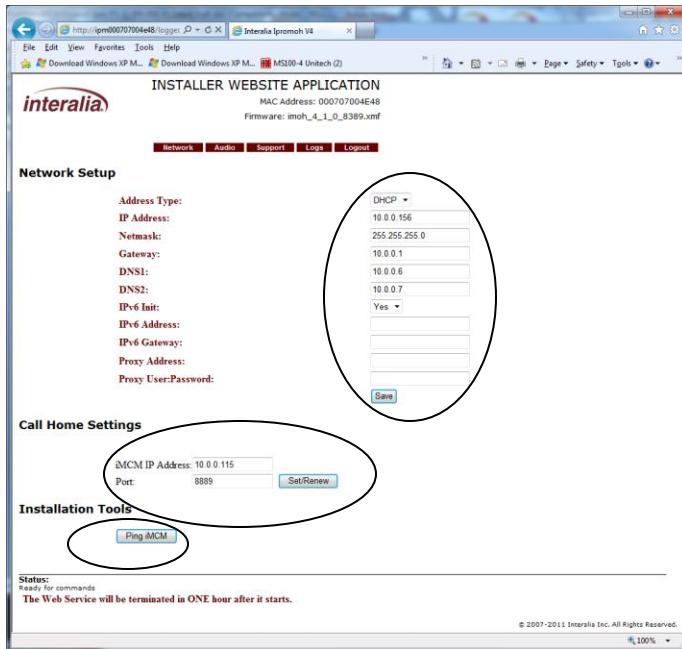 http://ipm000707004e48/logger
Interalia Ipromoh V4
File Edit View Favorites Tools Help
Download Windows XP M... Download Windows XP M... MS100-4 Unitech (2) Page Safety Tools
interalia
INSTALLER WEBSITE APPLICATION
MAC Address: 000707004E48
Firmware: imoh_4_1_0_8389.xmf
Network Audio Support Logs Logout
Network Setup
Address Type: DHCP
IP Address: 10.0.0.156
Netmask: 255.255.255.0
Gateway: 10.0.0.1
DNS1: 10.0.0.6
DNS2: 10.0.0.7
IPv6 Init: Yes
IPv6 Address:
IPv6 Gateway:
Proxy Address:
Proxy User:Password:
Save
Call Home Settings
iMCM IP Address: 10.0.0.115
Port: 8889 Set/Renew
Installation Tools
Ping iMCM
Status:
Ready for commands
The Web Service will be terminated in ONE hour after it starts.
© 2007-2011 Interalia Inc. All Rights Reserved.
100%